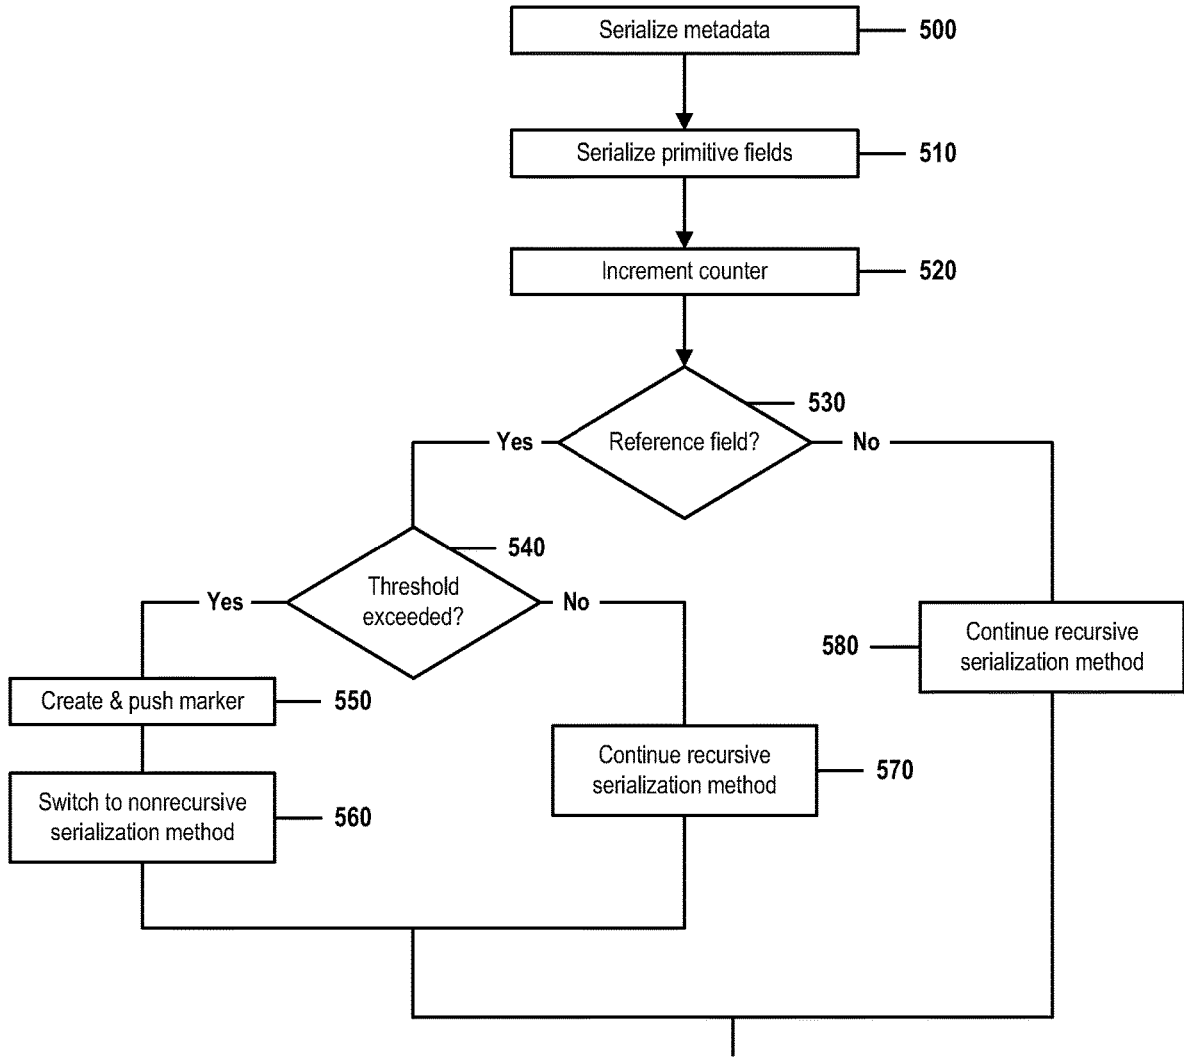 Serialize metadata
500
Serialize primitive fields
510
Increment counter
520
530
Reference field?
Yes
No
540
Threshold
exceeded?
Yes
No
Continue recursive
serialization method
580
Create & push marker
550
Continue recursive
serialization method
570
Switch to nonrecursive
serialization method
560